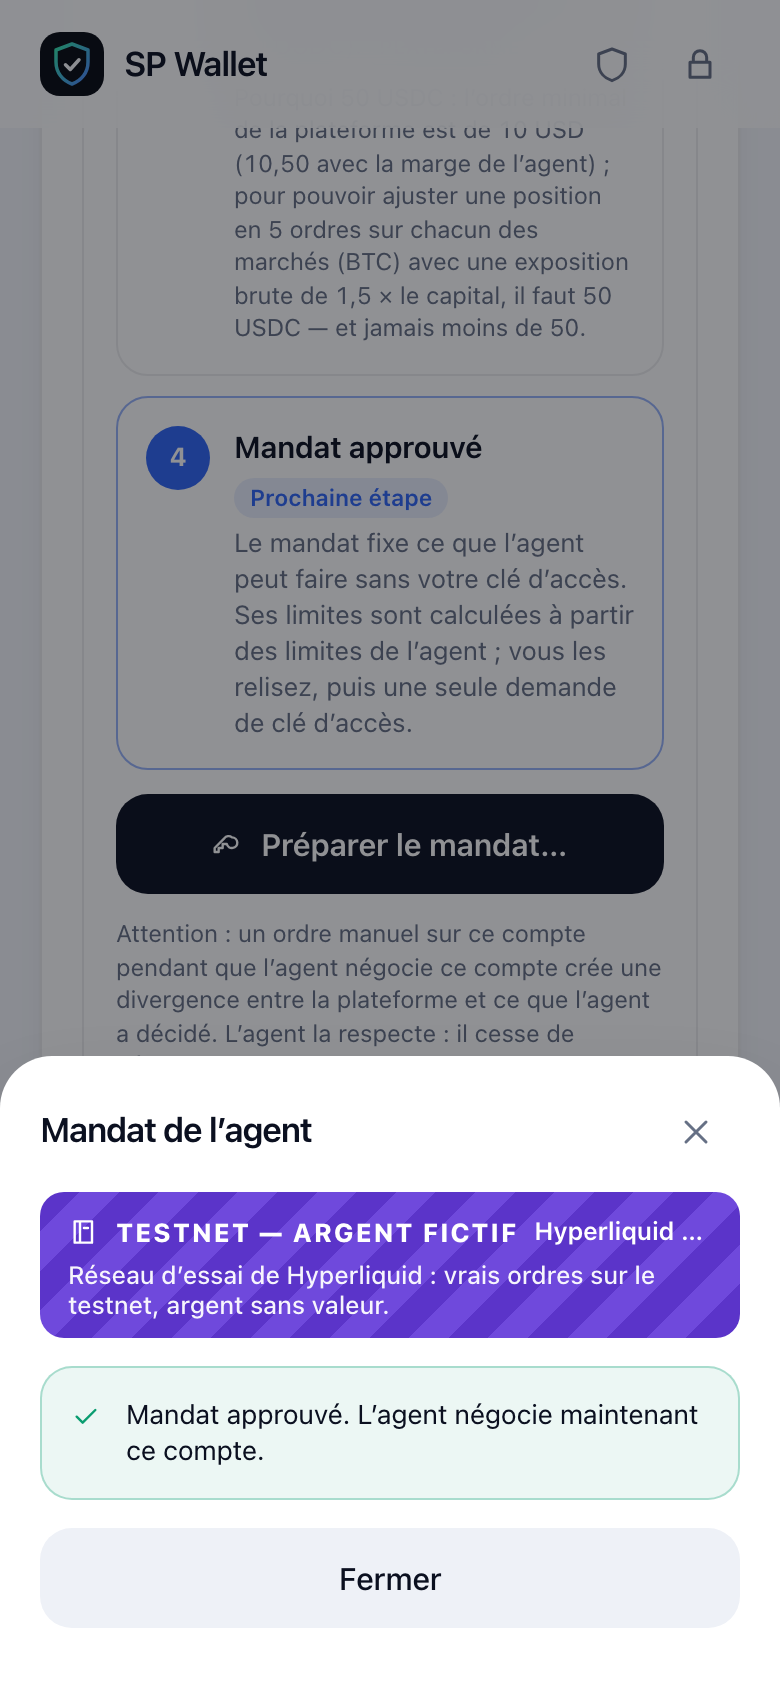 SP Wallet
de la plateforme est de 10 USD
(10,50 avec la marge de l’agent) ;
pour pouvoir ajuster une position
en 5 ordres sur chacun des
marchés (BTC) avec une exposition
brute de 1,5 × le capital, il faut 50
USDC — et jamais moins de 50.
4
Mandat approuvé
Prochaine étape
Le mandat fixe ce que l’agent
peut faire sans votre clé d’accès.
Ses limites sont calculées à partir
des limites de l’agent ; vous les
relisez, puis une seule demande
de clé d’accès.
Préparer le mandat…
Attention : un ordre manuel sur ce compte
pendant que l’agent négocie ce compte crée une
divergence entre la plateforme et ce que l’agent
a décidé. L’agent la respecte : il cesse de
Mandat de l’agent
TESTNET — ARGENT FICTIF Hyperliquid ...
Réseau d’essai de Hyperliquid : vrais ordres sur le
testnet, argent sans valeur.
Mandat approuvé. L’agent négocie maintenant
ce compte.
Fermer